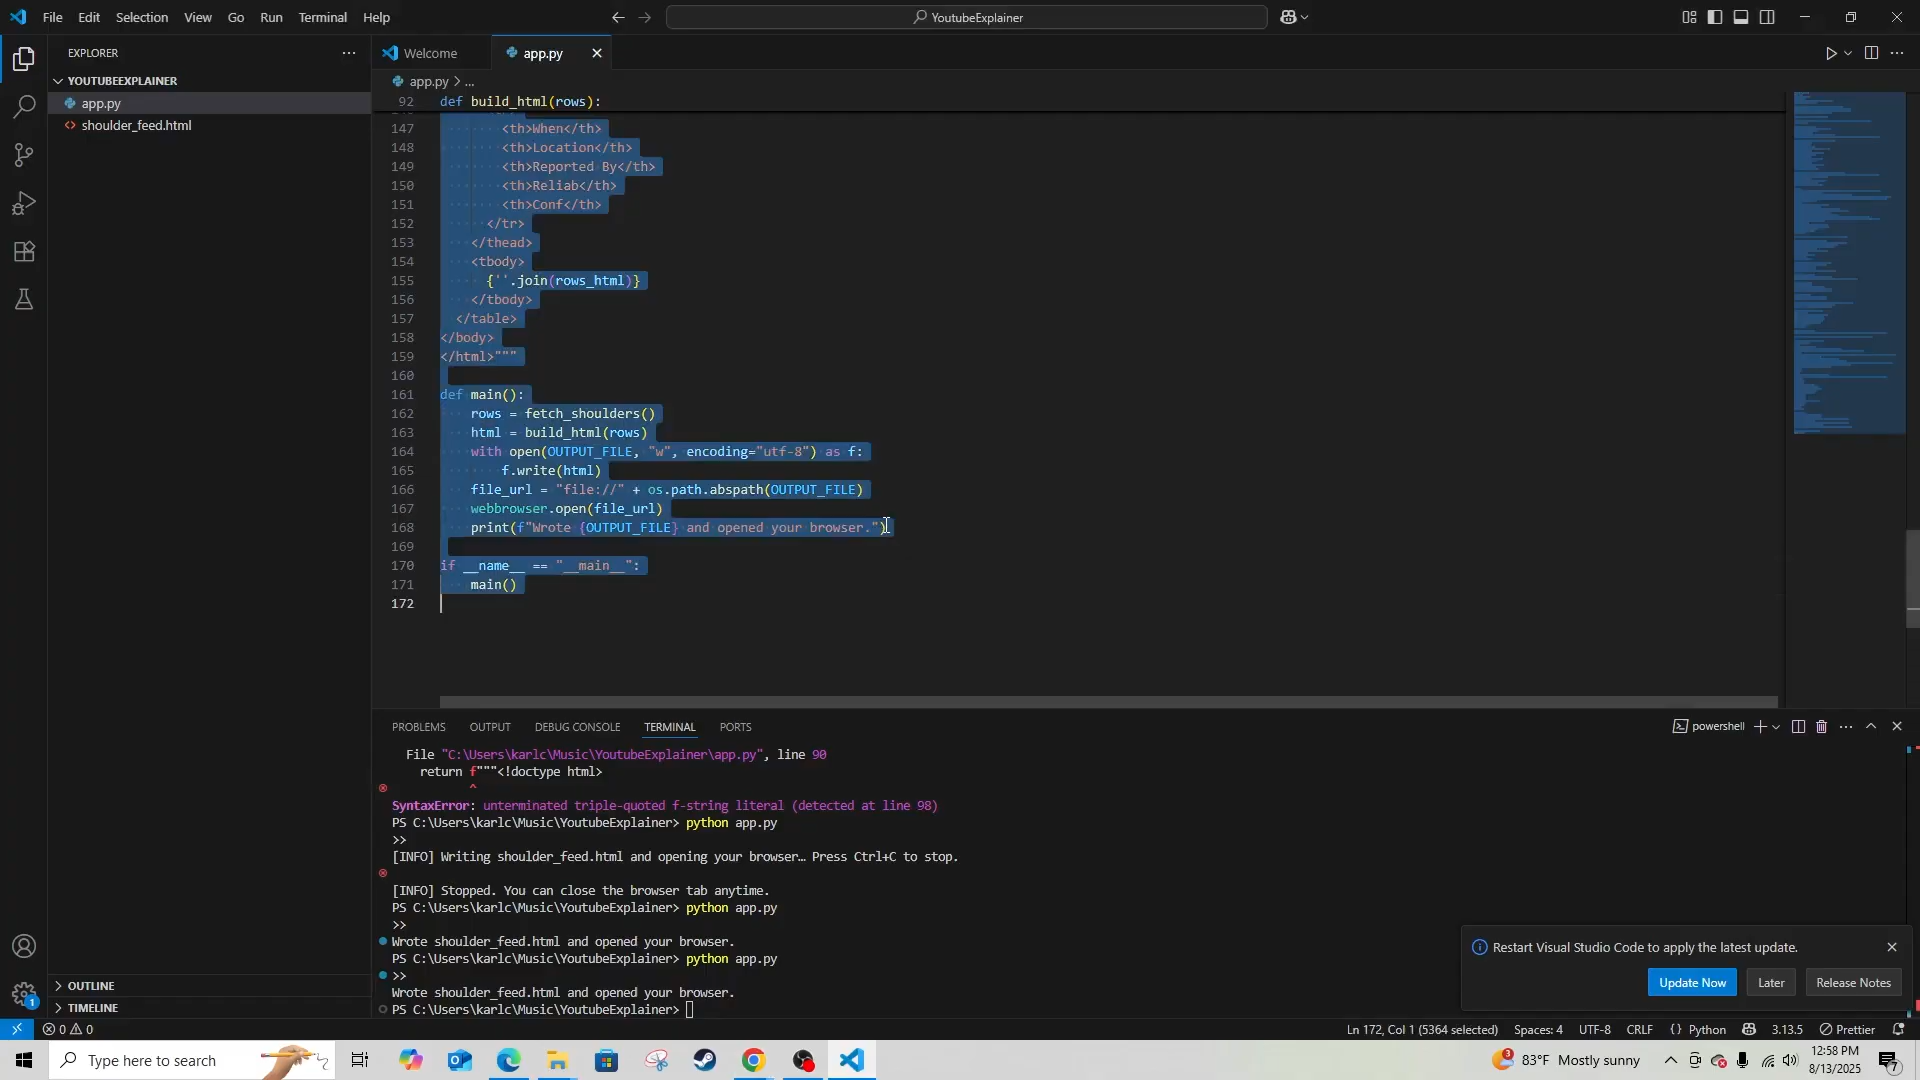 File Edit Selection View Go Run Terminal Help
YoutubeExplainer
EXPLORER
YOUTUBEEXPLAINER
app.py
shoulder_feed.html
OUTLINE
TIMELINE
Welcome
app.py
app.py > ...
92 def build_html(rows):
147 <th>When</th>
148 <th>Location</th>
149 <th>Reported By</th>
150 <th>Reliab</th>
151 <th>Conf</th>
152 </tr>
153 </thead>
154 <tbody>
155 {''.join(rows_html)}
156 </tbody>
157 </table>
158 </body>
159 </html>"""
160
161 def main():
162 rows = fetch_shoulders()
163 html = build_html(rows)
164 with open(OUTPUT_FILE, "w", encoding="utf-8") as f:
165 f.write(html)
166 file_url = "file://" + os.path.abspath(OUTPUT_FILE)
167 webbrowser.open(file_url)
168 print(f"Wrote {OUTPUT_FILE} and opened your browser.")
169
170 if __name__ == "__main__":
171 main()
172
PROBLEMS OUTPUT DEBUG CONSOLE TERMINAL PORTS
powershell
File "C:\Users\karlc\Music\YoutubeExplainer\app.py", line 90
return f"""<!doctype html>
^
SyntaxError: unterminated triple-quoted f-string literal (detected at line 98)
PS C:\Users\karlc\Music\YoutubeExplainer> python app.py
>>
[INFO] Writing shoulder_feed.html and opening your browser… Press Ctrl+C to stop.
[INFO] Stopped. You can close the browser tab anytime.
PS C:\Users\karlc\Music\YoutubeExplainer> python app.py
>>
Wrote shoulder_feed.html and opened your browser.
PS C:\Users\karlc\Music\YoutubeExplainer> python app.py
>>
Wrote shoulder_feed.html and opened your browser.
PS C:\Users\karlc\Music\YoutubeExplainer>
Restart Visual Studio Code to apply the latest update.
Update Now Later Release Notes
1
0 0
Ln 172, Col 1 (5364 selected) Spaces: 4 UTF-8 CRLF {} Python 3.13.5 Prettier
Type here to search
3
83°F Mostly sunny
12:58 PM
8/13/2025
7